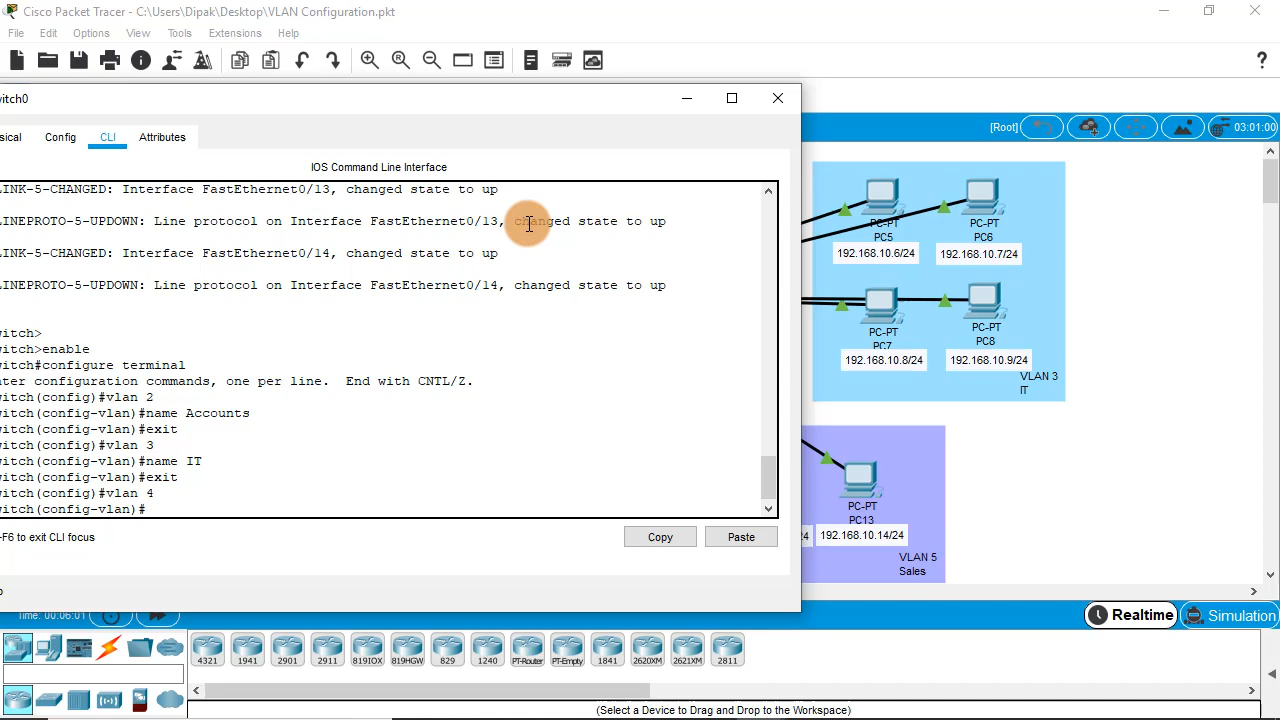 Cisco Packet Tracer - C:\Users\Dipak\Desktop\VLAN Configuration.pkt
File Edit Options View Tools Extensions Help
?
itch0
sical Config CLI Attributes
IOS Command Line Interface
LINK-5-CHANGED: Interface FastEthernet0/13, changed state to up
LINEPROTO-5-UPDOWN: Line protocol on Interface FastEthernet0/13, changed state to up
LINK-5-CHANGED: Interface FastEthernet0/14, changed state to up
LINEPROTO-5-UPDOWN: Line protocol on Interface FastEthernet0/14, changed state to up
witch>
witch>enable
witch#configure terminal
nter configuration commands, one per line. End with CNTL/Z.
witch(config)#vlan 2
witch(config-vlan)#name Accounts
witch(config-vlan)#exit
witch(config)#vlan 3
witch(config-vlan)#name IT
witch(config-vlan)#exit
witch(config)#vlan 4
witch(config-vlan)#
-F6 to exit CLI focus
Copy Paste
[Root] 03:01:00
PC-PT
PC5
192.168.10.6/24
PC-PT
PC6
192.168.10.7/24
PC-PT
PC7
192.168.10.8/24
PC-PT
PC8
192.168.10.9/24
VLAN 3
IT
PC-PT
PC13
24 192.168.10.14/24
VLAN 5
Sales
Time: 00:06:01
Realtime Simulation
4321 1941 2901 2911 819IOX 819HGW 829 1240 PT-Router PT-Empty 1841 2620XM 2621XM 2811
(Select a Device to Drag and Drop to the Workspace)